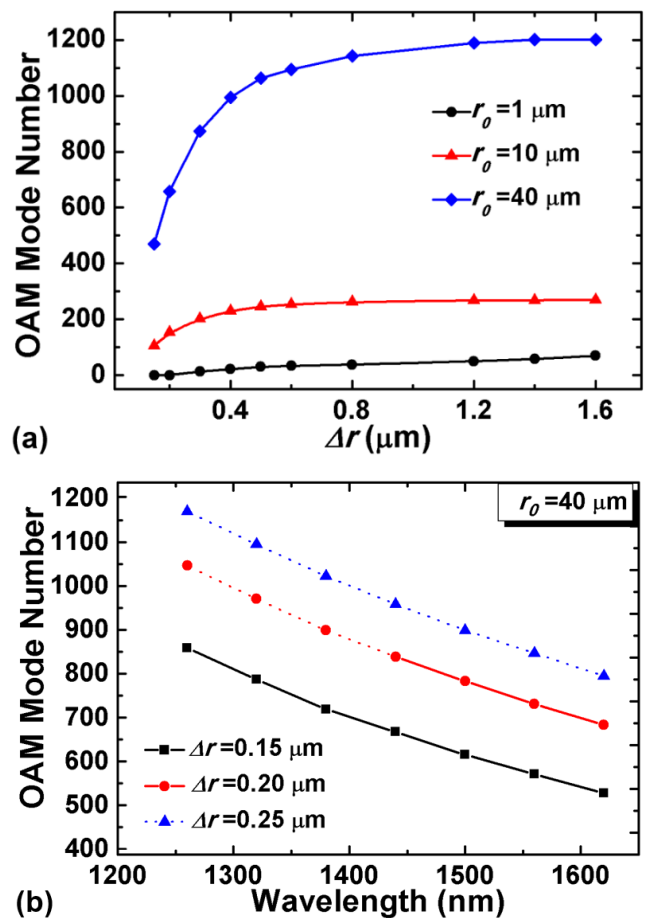 OAM Mode Number
1200
1000
800
600
400
200
0
r₀ =1 μm
r₀ =10 μm
r₀ =40 μm
0.4
0.8
1.2
1.6
Δr (μm)
(a)
OAM Mode Number
1200
1100
1000
900
800
700
600
500
400
r₀ =40 μm
Δr=0.15 μm
Δr=0.20 μm
Δr=0.25 μm
1200
1300
1400
1500
1600
Wavelength (nm)
(b)